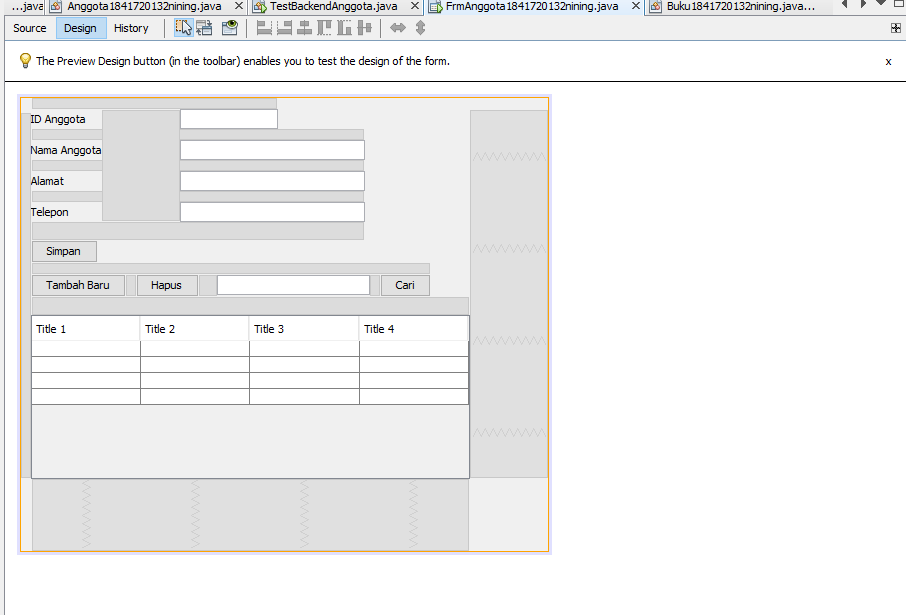 ...java Anggota1841720132nining.java TestBackendAnggota.java FrmAnggota1841720132nining.java Buku1841720132nining.java...
Source Design History
The Preview Design button (in the toolbar) enables you to test the design of the form. x
ID Anggota
Nama Anggota
Alamat
Telepon
Simpan
Tambah Baru Hapus Cari
Title 1 Title 2 Title 3 Title 4